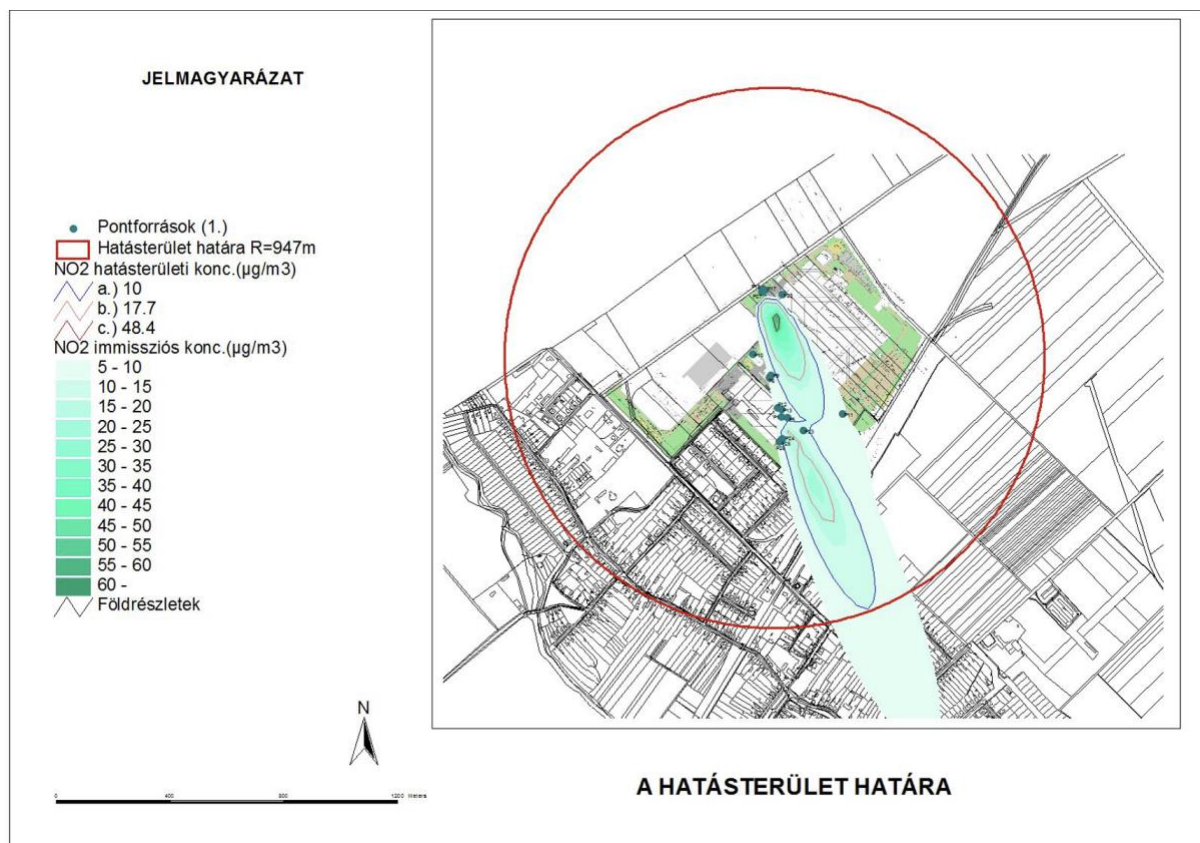 JELMAGYARÁZAT
Pontforrások (1.)
Hatásterület határa R=947m
NO2 hatásterületi konc.(µg/m3)
a.) 10
b.) 17.7
c.) 48.4
NO2 immissziós konc.(µg/m3)
5 - 10
10 - 15
15 - 20
20 - 25
25 - 30
30 - 35
35 - 40
40 - 45
45 - 50
50 - 55
55 - 60
60 -
Földrészletek
N
0 400 800 1200 Meters
A HATÁSTERÜLET HATÁRA